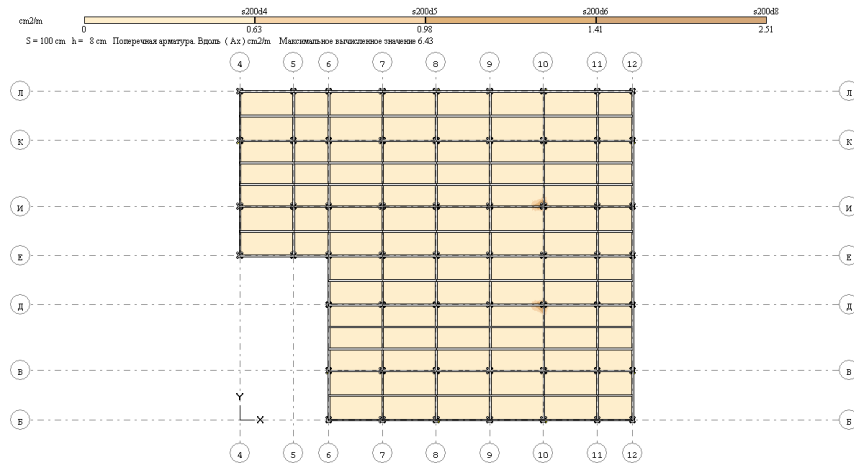 s200d4 s200d5 s200d6 s200d8
cm2/m
0 0.63 0.98 1.41 2.51
S = 100 cm h = 8 cm Поперечная арматура. Вдоль ( Ax ) cm2/m Максимальное вычисленное значение 6.43
4 5 6 7 8 9 10 11 12
Л Л
К К
И И
Е Е
Д Д
В В
Y
X
Б Б
4 5 6 7 8 9 10 11 12